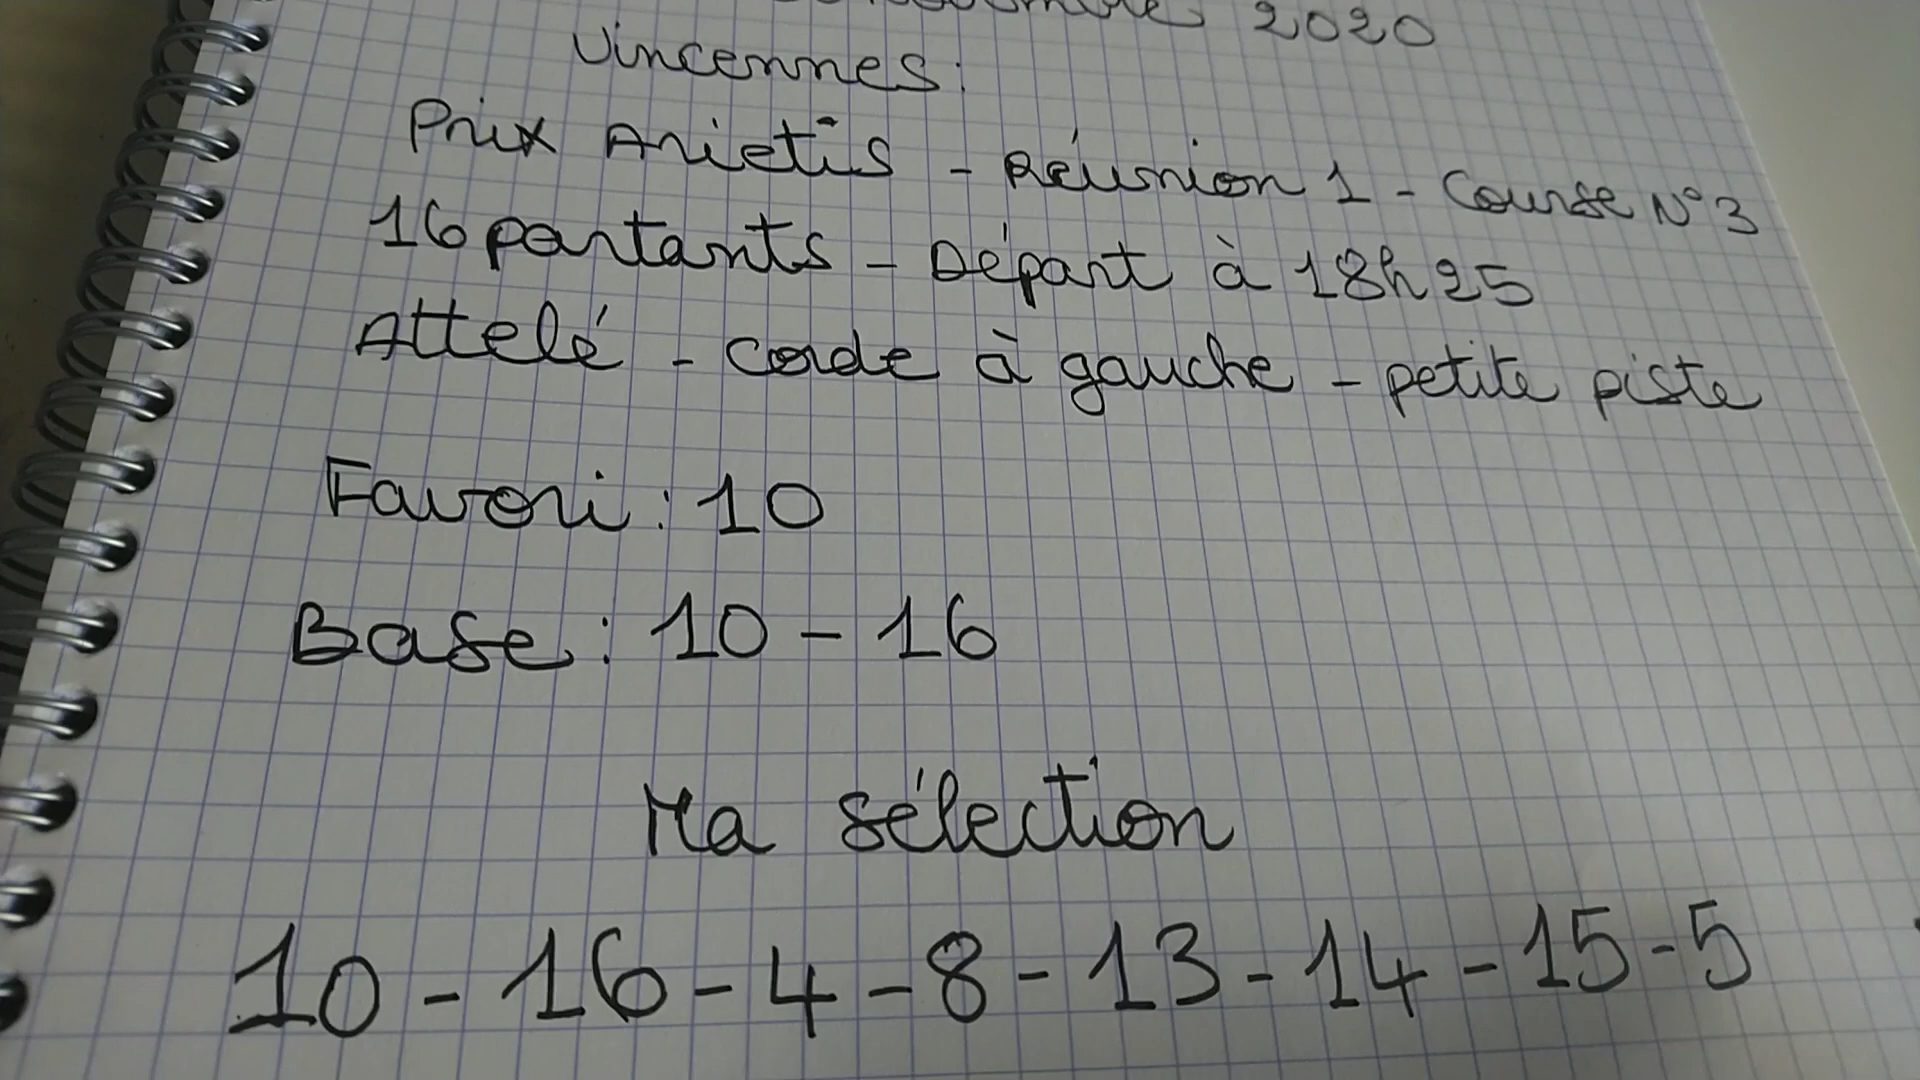 2020
Vincennes:
Prix Arietis - Réunion 1 - Course N°3
16 partants - Départ à 18h25
Attelé - corde à gauche - petite piste
Favori : 10
Base : 10 - 16
Ma sélection
10 - 16 - 4 - 8 - 13 - 14 - 15 - 5